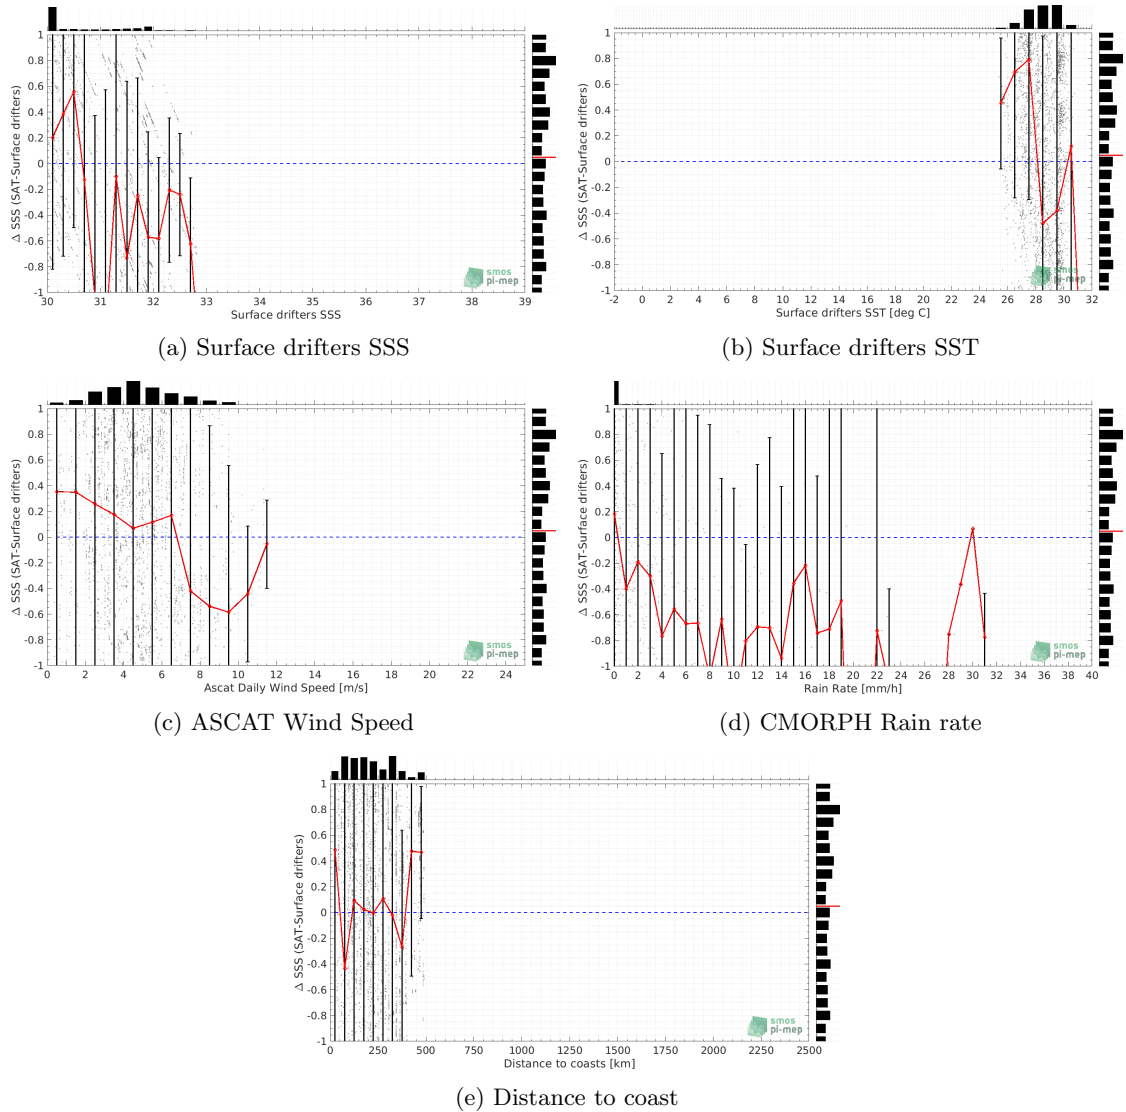 1
0.8
0.6
0.4
0.2
0
-0.2
-0.4
-0.6
-0.8
-1
Δ SSS (SAT-Surface drifters)
30 31 32 33 34 35 36 37 38 39
Surface drifters SSS
smos
pi-mep
(a) Surface drifters SSS
1
0.8
0.6
0.4
0.2
0
-0.2
-0.4
-0.6
-0.8
-1
Δ SSS (SAT-Surface drifters)
-2 0 2 4 6 8 10 12 14 16 18 20 22 24 26 28 30 32
Surface drifters SST [deg C]
smos
pi-mep
(b) Surface drifters SST
1
0.8
0.6
0.4
0.2
0
-0.2
-0.4
-0.6
-0.8
-1
Δ SSS (SAT-Surface drifters)
0 2 4 6 8 10 12 14 16 18 20 22 24
Ascat Daily Wind Speed [m/s]
smos
pi-mep
(c) ASCAT Wind Speed
1
0.8
0.6
0.4
0.2
0
-0.2
-0.4
-0.6
-0.8
-1
Δ SSS (SAT-Surface drifters)
0 2 4 6 8 10 12 14 16 18 20 22 24 26 28 30 32 34 36 38 40
Rain Rate [mm/h]
smos
pi-mep
(d) CMORPH Rain rate
1
0.8
0.6
0.4
0.2
0
-0.2
-0.4
-0.6
-0.8
-1
Δ SSS (SAT-Surface drifters)
0 250 500 750 1000 1250 1500 1750 2000 2250 2500
Distance to coasts [km]
smos
pi-mep
(e) Distance to coast